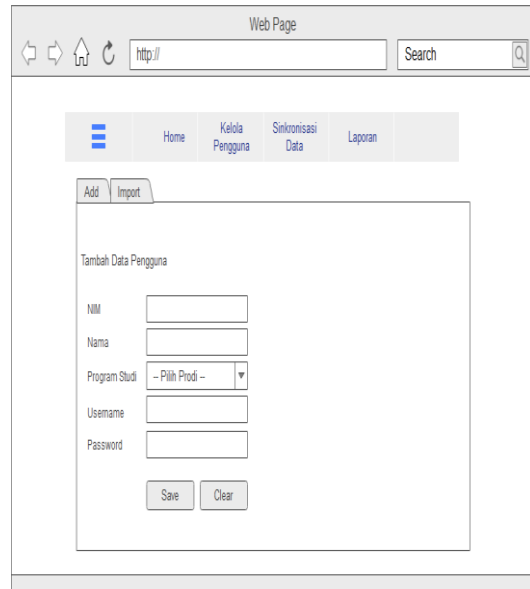 Web Page
http://
Search
Home
Kelola
Pengguna
Sinkronisasi
Data
Laporan
Add
Import
Tambah Data Pengguna
NIM
Nama
Program Studi
-- Pilih Prodi --
Username
Password
Save
Clear